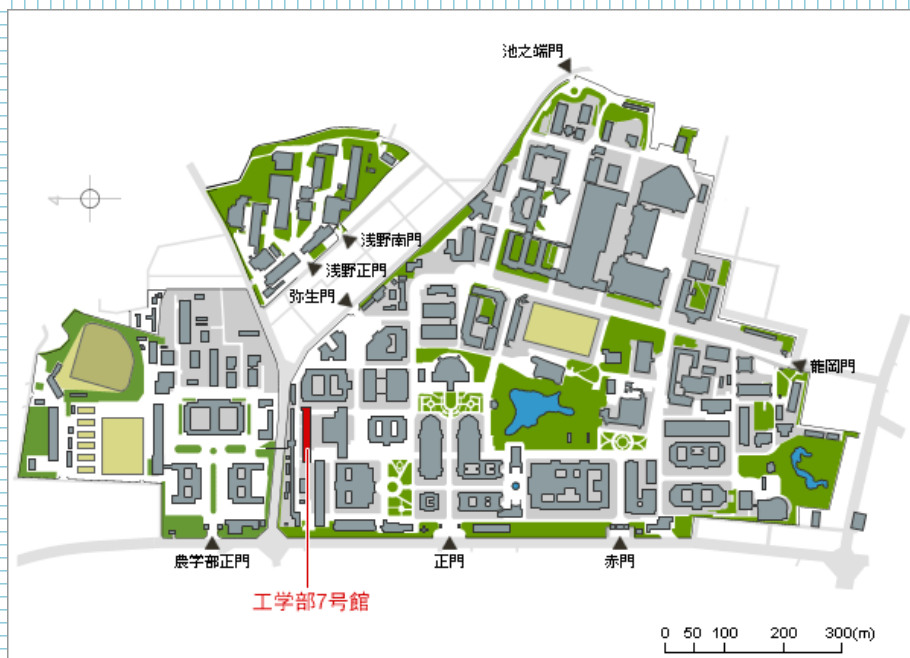 池之端門
浅野南門
浅野正門
弥生門
龍岡門
農学部正門
正門
赤門
工学部7号館
0 50 100 200 300(m)